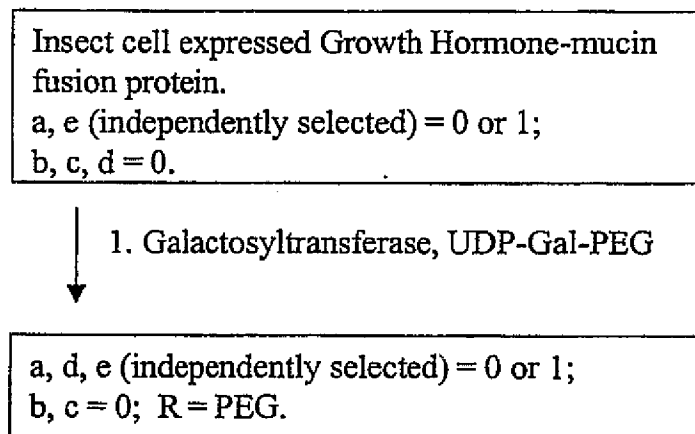 Insect cell expressed Growth Hormone-mucin
fusion protein.
a, e (independently selected) = 0 or 1;
b, c, d = 0.
1. Galactosyltransferase, UDP-Gal-PEG
a, d, e (independently selected) = 0 or 1;
b, c = 0; R = PEG.